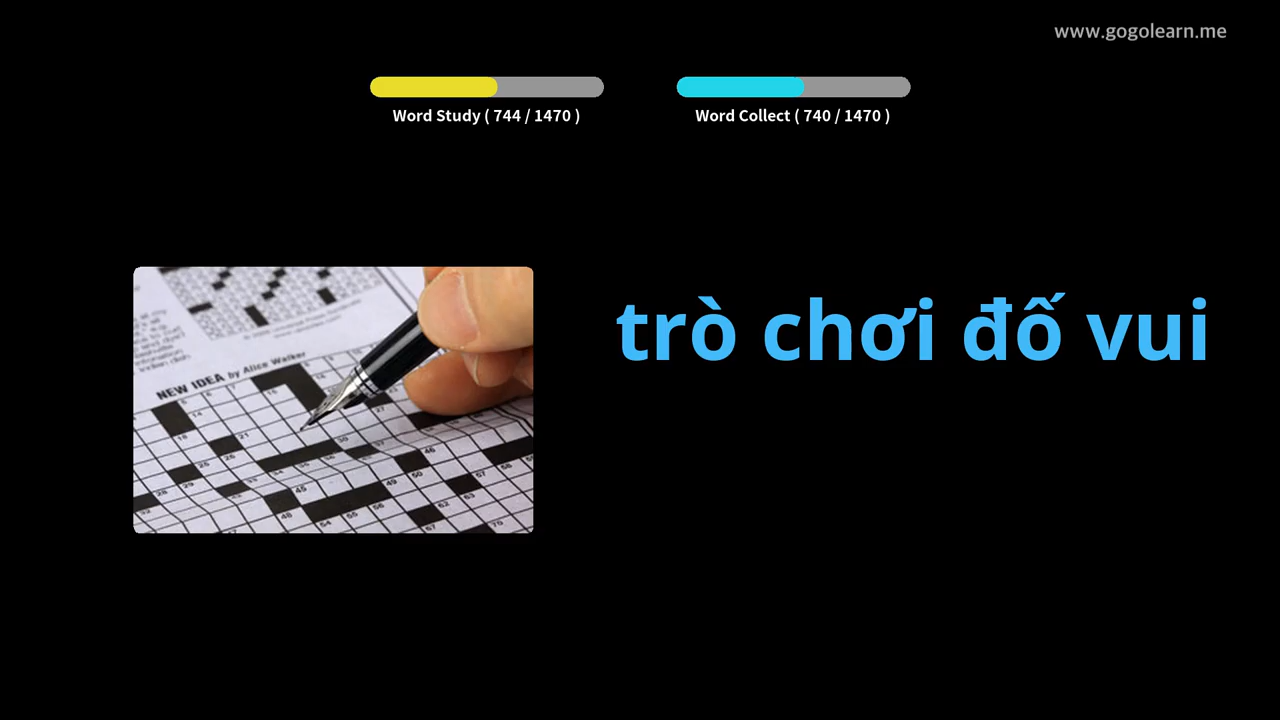 www.gogolearn.me
Word Study ( 744 / 1470 )
Word Collect ( 740 / 1470 )
trò chơi đố vui
NEW IDEA by Alice Walker